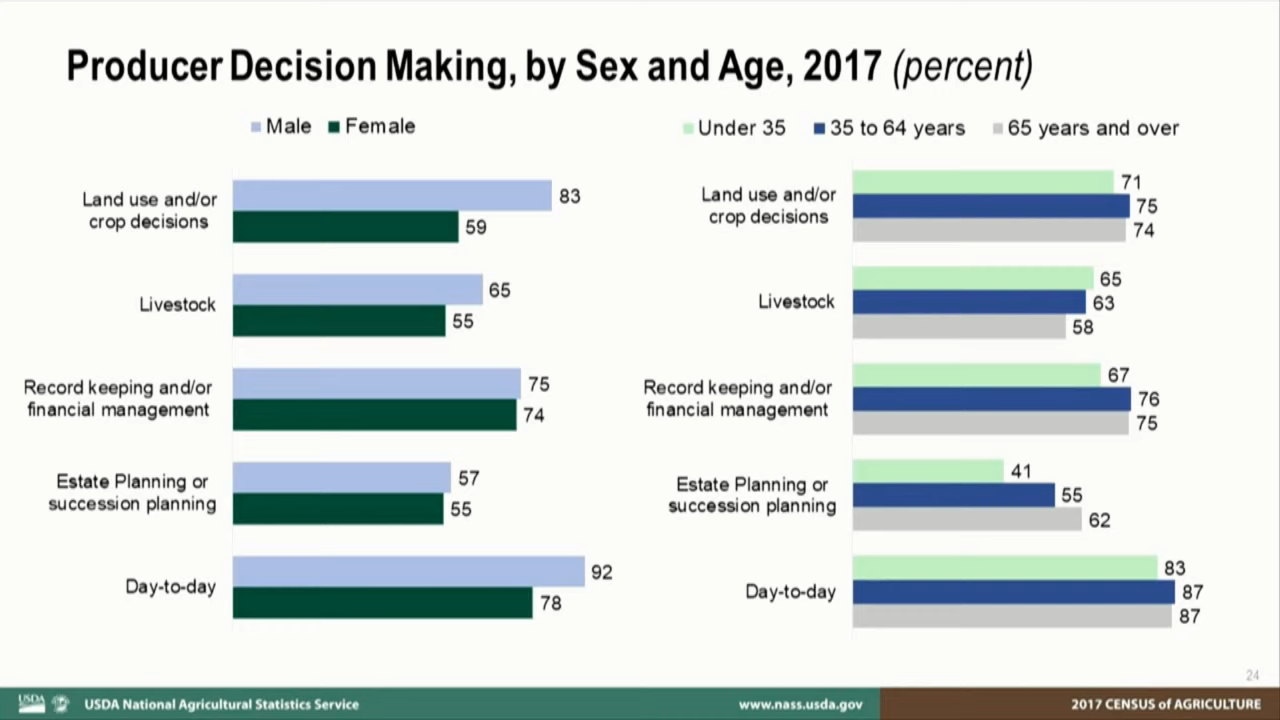 Producer Decision Making, by Sex and Age, 2017 (percent)
Male Female
Land use and/or
crop decisions
83
59
Livestock
65
55
Record keeping and/or
financial management
75
74
Estate Planning or
succession planning
57
55
Day-to-day
92
78
Under 35 35 to 64 years 65 years and over
Land use and/or
crop decisions
71
75
74
Livestock
65
63
58
Record keeping and/or
financial management
67
76
75
Estate Planning or
succession planning
41
55
62
Day-to-day
83
87
87
24
USDA USDA National Agricultural Statistics Service www.nass.usda.gov 2017 CENSUS of AGRICULTURE